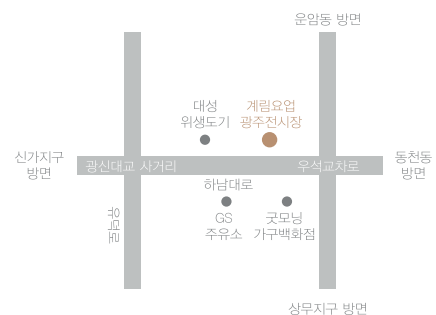 운암동 방면
대성
위생도기
계림요업
광주전시장
신가지구
방면
광신대교 사거리
우석교차로
동천동
방면
하남대로
유덕로
GS
주유소
굿모닝
가구백화점
상무지구 방면